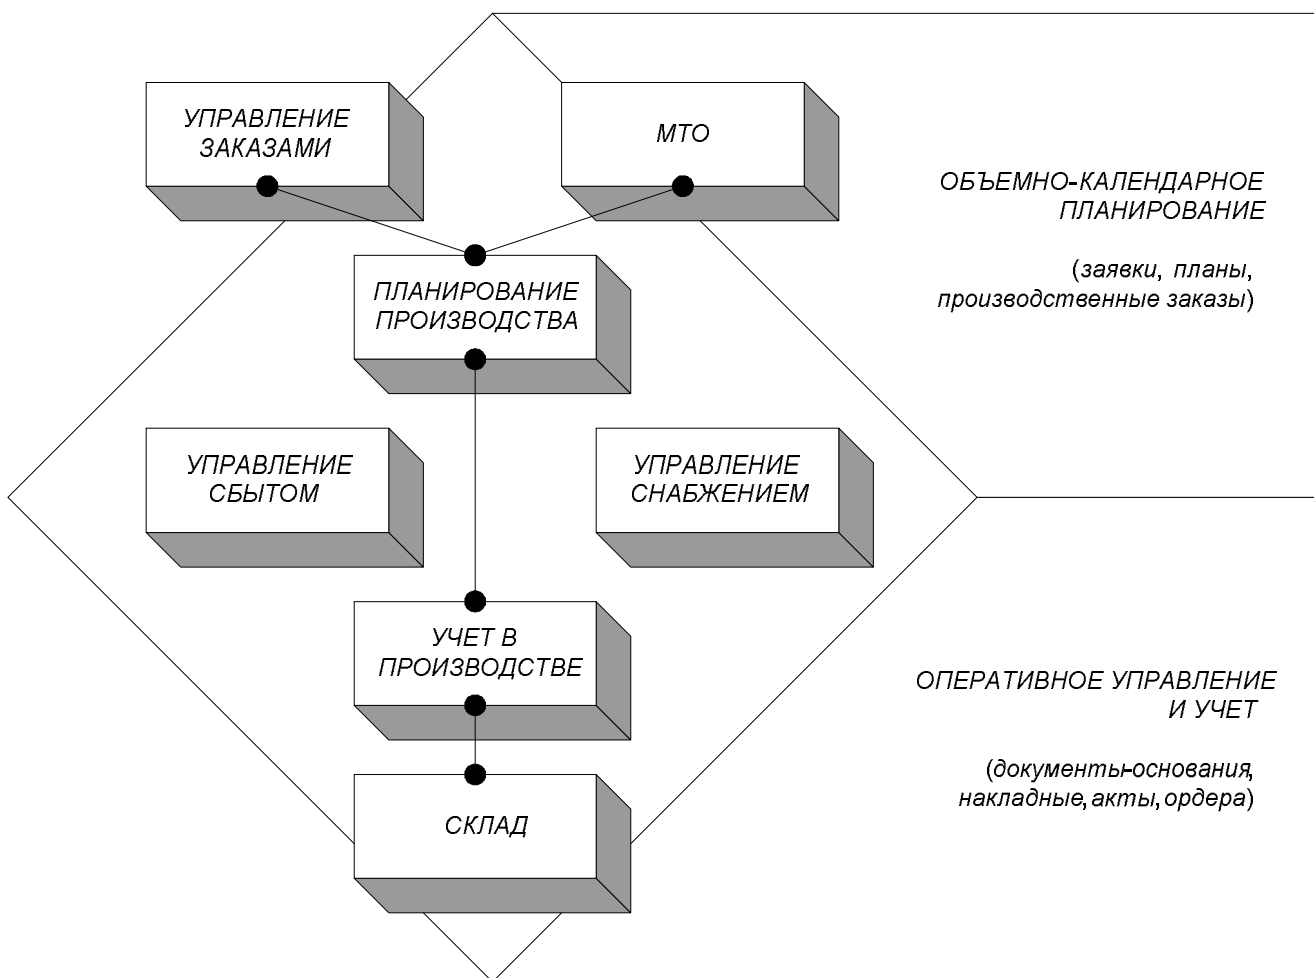 УПРАВЛЕНИЕ
ЗАКАЗАМИ
МТО
ОБЪЕМНО-КАЛЕНДАРНОЕ
ПЛАНИРОВАНИЕ
(заявки, планы,
производственные заказы)
ПЛАНИРОВАНИЕ
ПРОИЗВОДСТВА
УПРАВЛЕНИЕ
СБЫТОМ
УПРАВЛЕНИЕ
СНАБЖЕНИЕМ
УЧЕТ В
ПРОИЗВОДСТВЕ
ОПЕРАТИВНОЕ УПРАВЛЕНИЕ
И УЧЕТ
(документы-основания,
накладные, акты, ордера)
СКЛАД